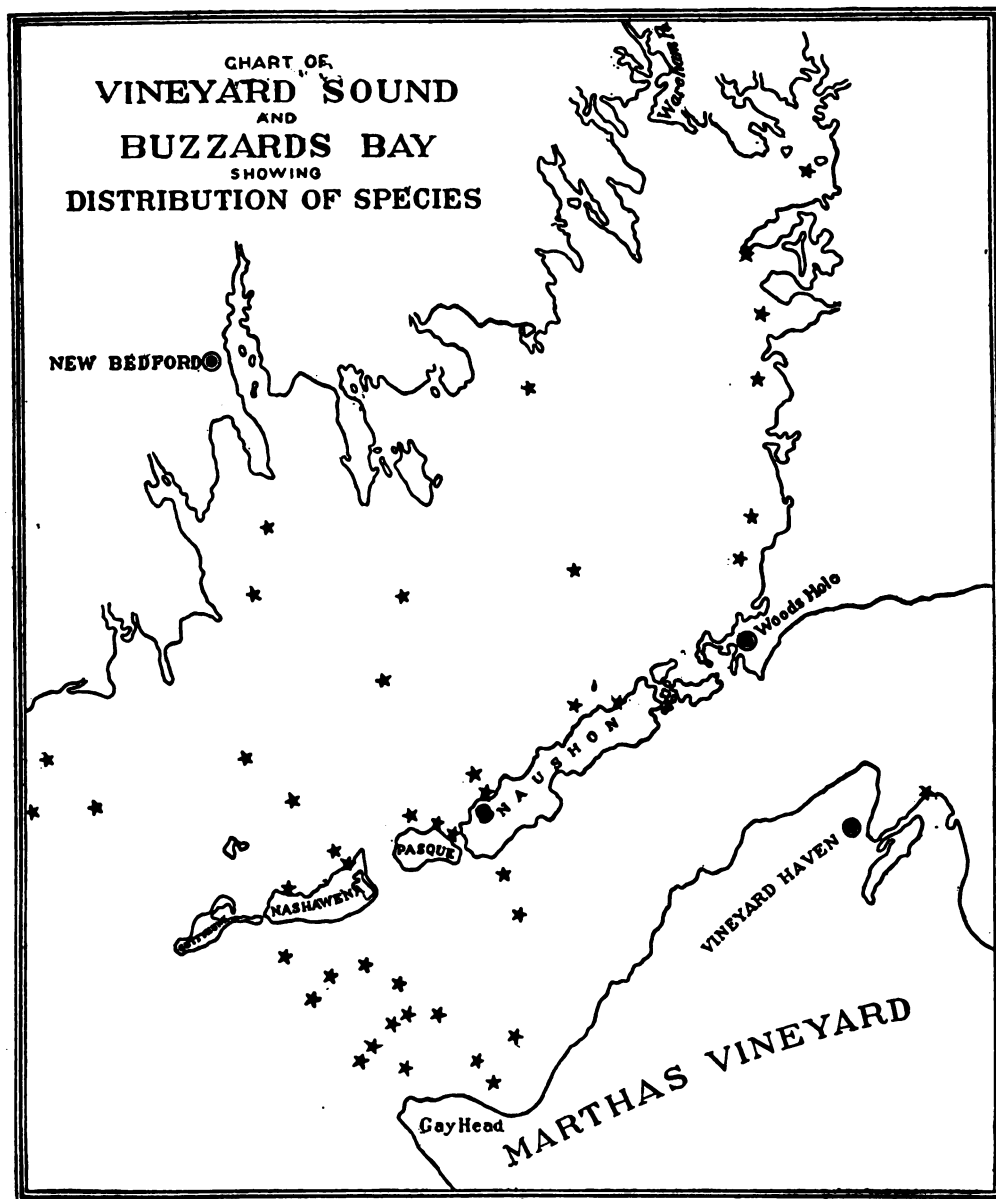 CHART OF
VINEYARD SOUND
AND
BUZZARDS BAY
SHOWING
DISTRIBUTION OF SPECIES
Wareham R.
NEW BEDFORD
Woods Hole
NAUSHON
PASQUE
NASHAWENA
VINEYARD HAVEN
MARTHAS VINEYARD
Gay Head